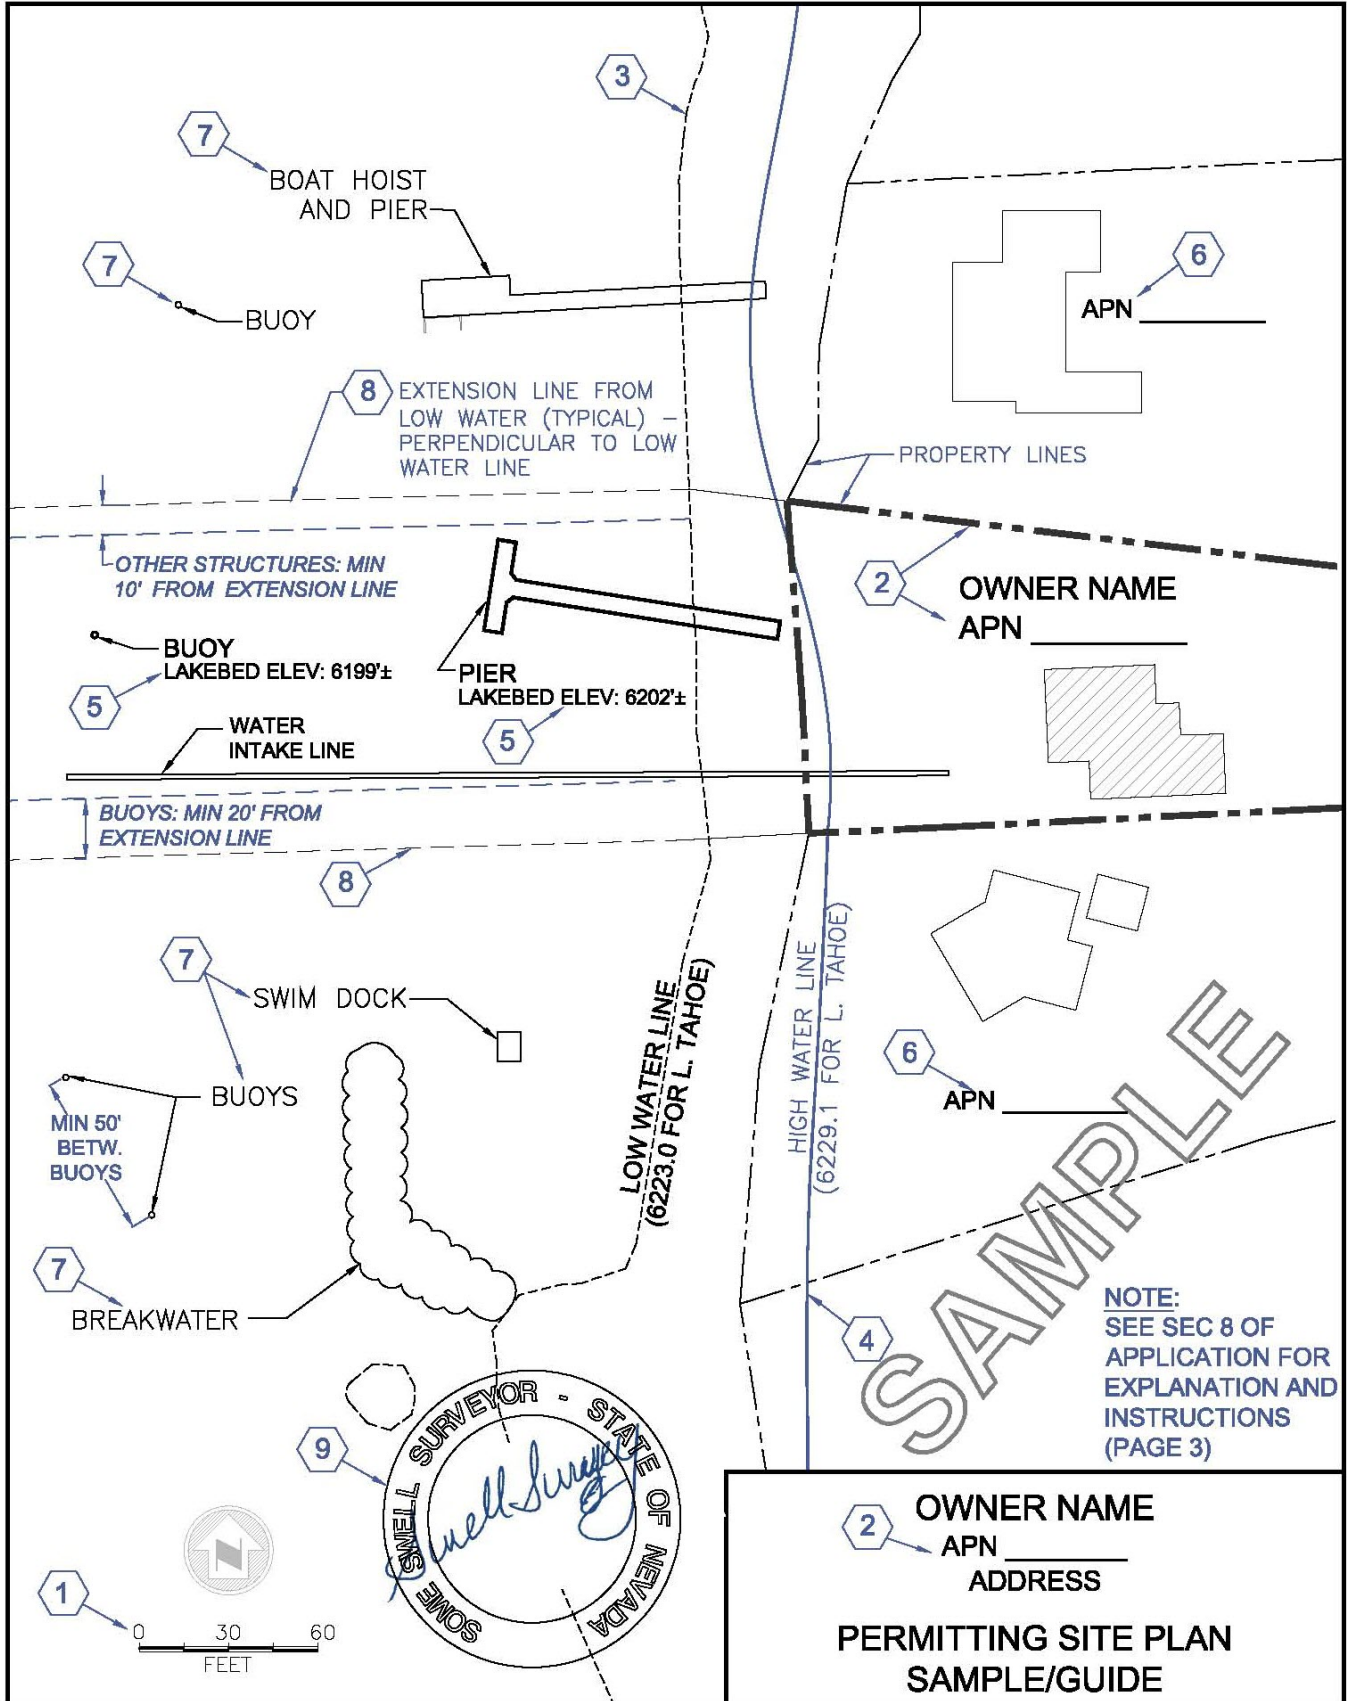 3
7
BOAT HOIST
AND PIER
7
BUOY
6
APN
8
EXTENSION LINE FROM
LOW WATER (TYPICAL) –
PERPENDICULAR TO LOW
WATER LINE
PROPERTY LINES
OTHER STRUCTURES: MIN
10' FROM EXTENSION LINE
2
OWNER NAME
APN
BUOY
LAKEBED ELEV: 6199'±
5
PIER
LAKEBED ELEV: 6202'±
5
WATER
INTAKE LINE
BUOYS: MIN 20' FROM
EXTENSION LINE
8
7
SWIM DOCK
BUOYS
MIN 50'
BETW.
BUOYS
LOW WATER LINE
(6223.0 FOR L. TAHOE)
HIGH WATER LINE
(6229.1 FOR L. TAHOE)
6
APN
7
BREAKWATER
4
SAMPLE
NOTE:
SEE SEC 8 OF
APPLICATION FOR
EXPLANATION AND
INSTRUCTIONS
(PAGE 3)
9
SOME SWELL SURVEYOR - STATE OF NEVADA
Swell Surveyor
N
1
0 30 60
FEET
2
OWNER NAME
APN
ADDRESS
PERMITTING SITE PLAN
SAMPLE/GUIDE